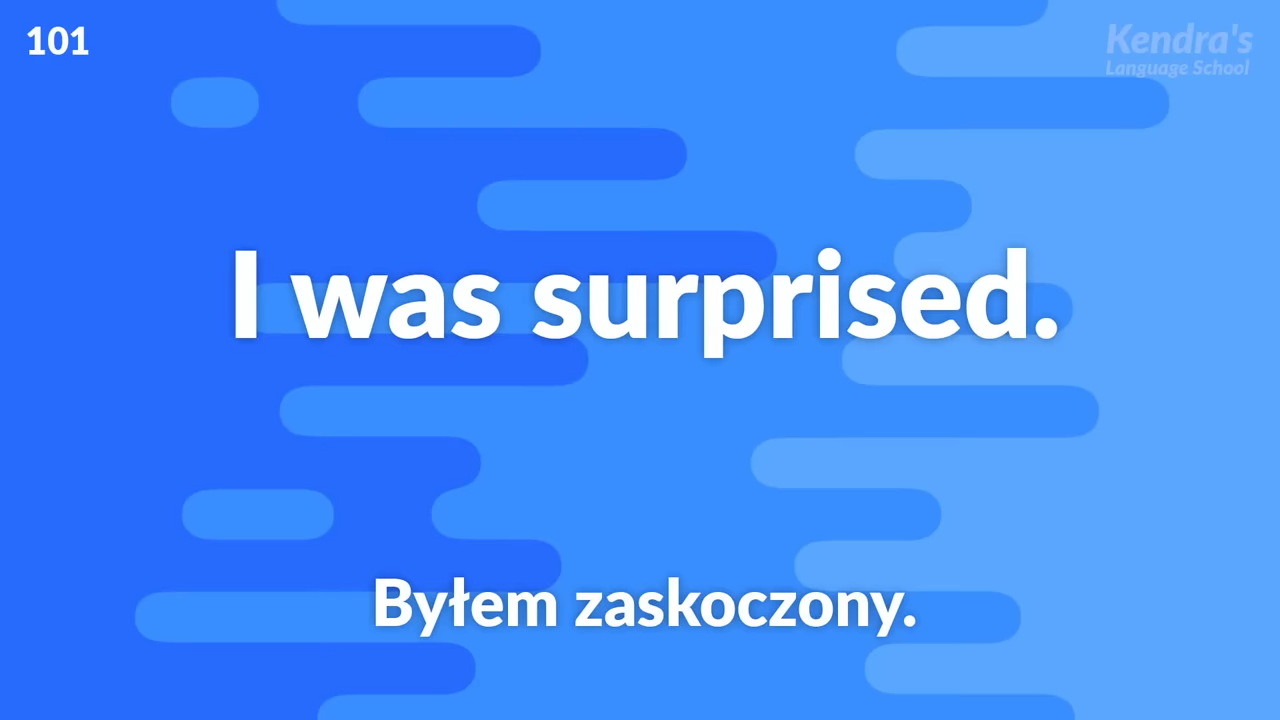 101
Kendra's
Language School
I was surprised.
Byłem zaskoczony.